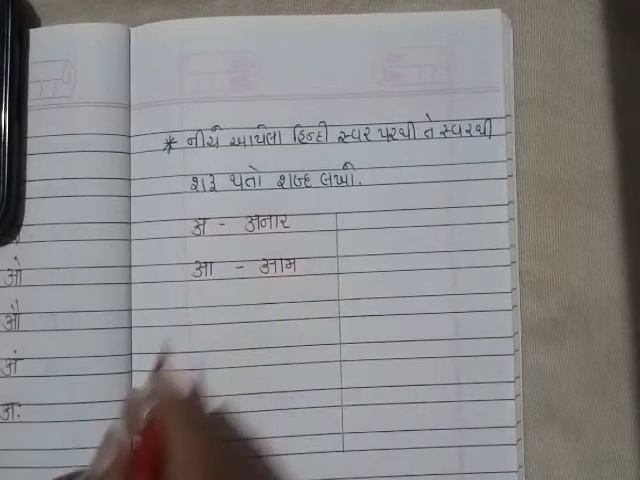 ओ
औ
अं
अः
* નીચે આપેલા હિન્દી સ્વર પરથી તે સ્વરથી
શરૂ થતો શબ્દ લખો.
अ - अनार
आ - आम